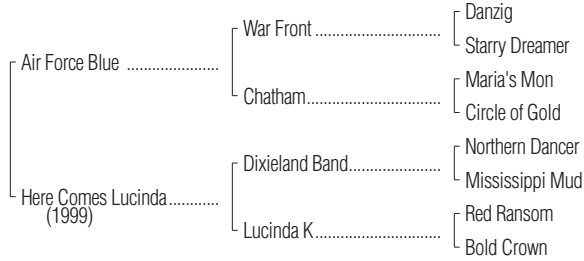 Danzig
War Front ............................
Starry Dreamer
Air Force Blue .....................
Maria's Mon
Chatham..............................
Circle of Gold
Northern Dancer
Dixieland Band.....................
Mississippi Mud
Here Comes Lucinda............
(1999)
Red Ransom
Lucinda K............................
Bold Crown